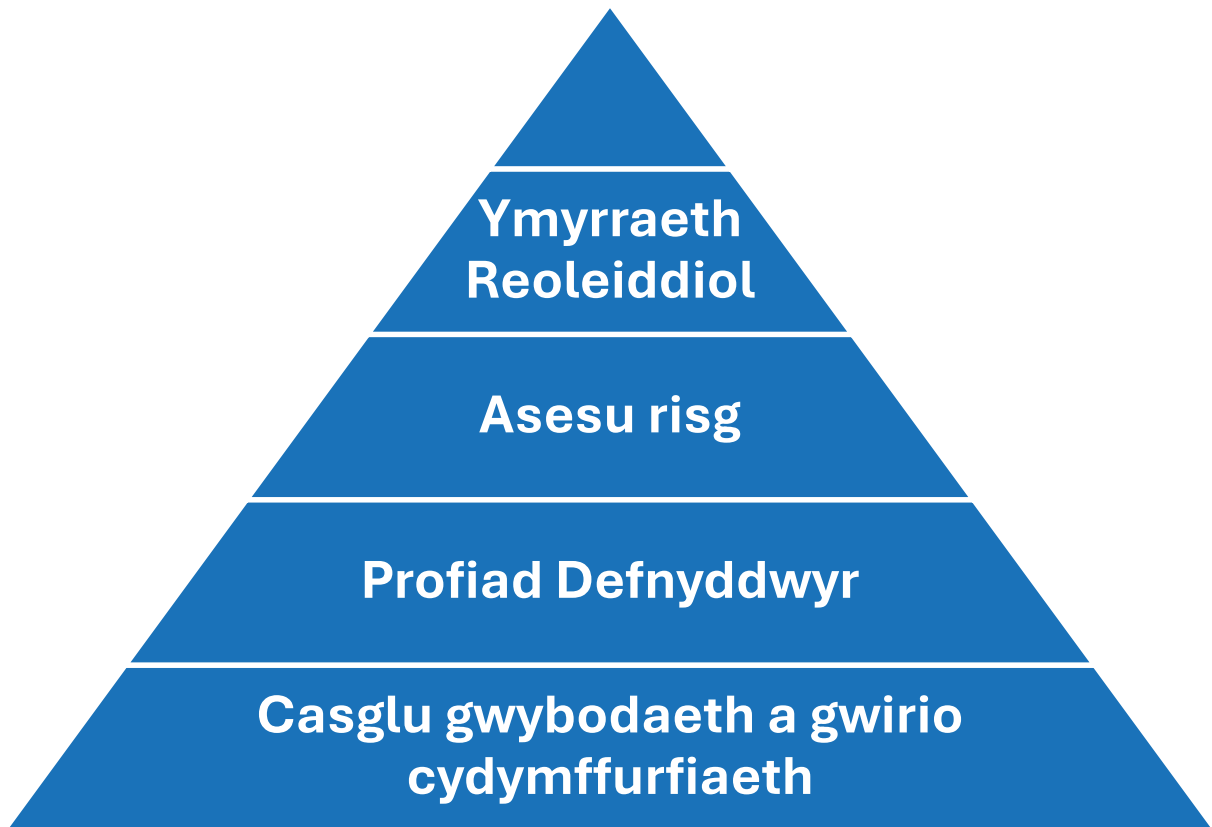 Ymyrraeth
Reoleiddiol
Asesu risg
Profiad Defnyddwyr
Casglu gwybodaeth a gwirio
cydymffurfiaeth